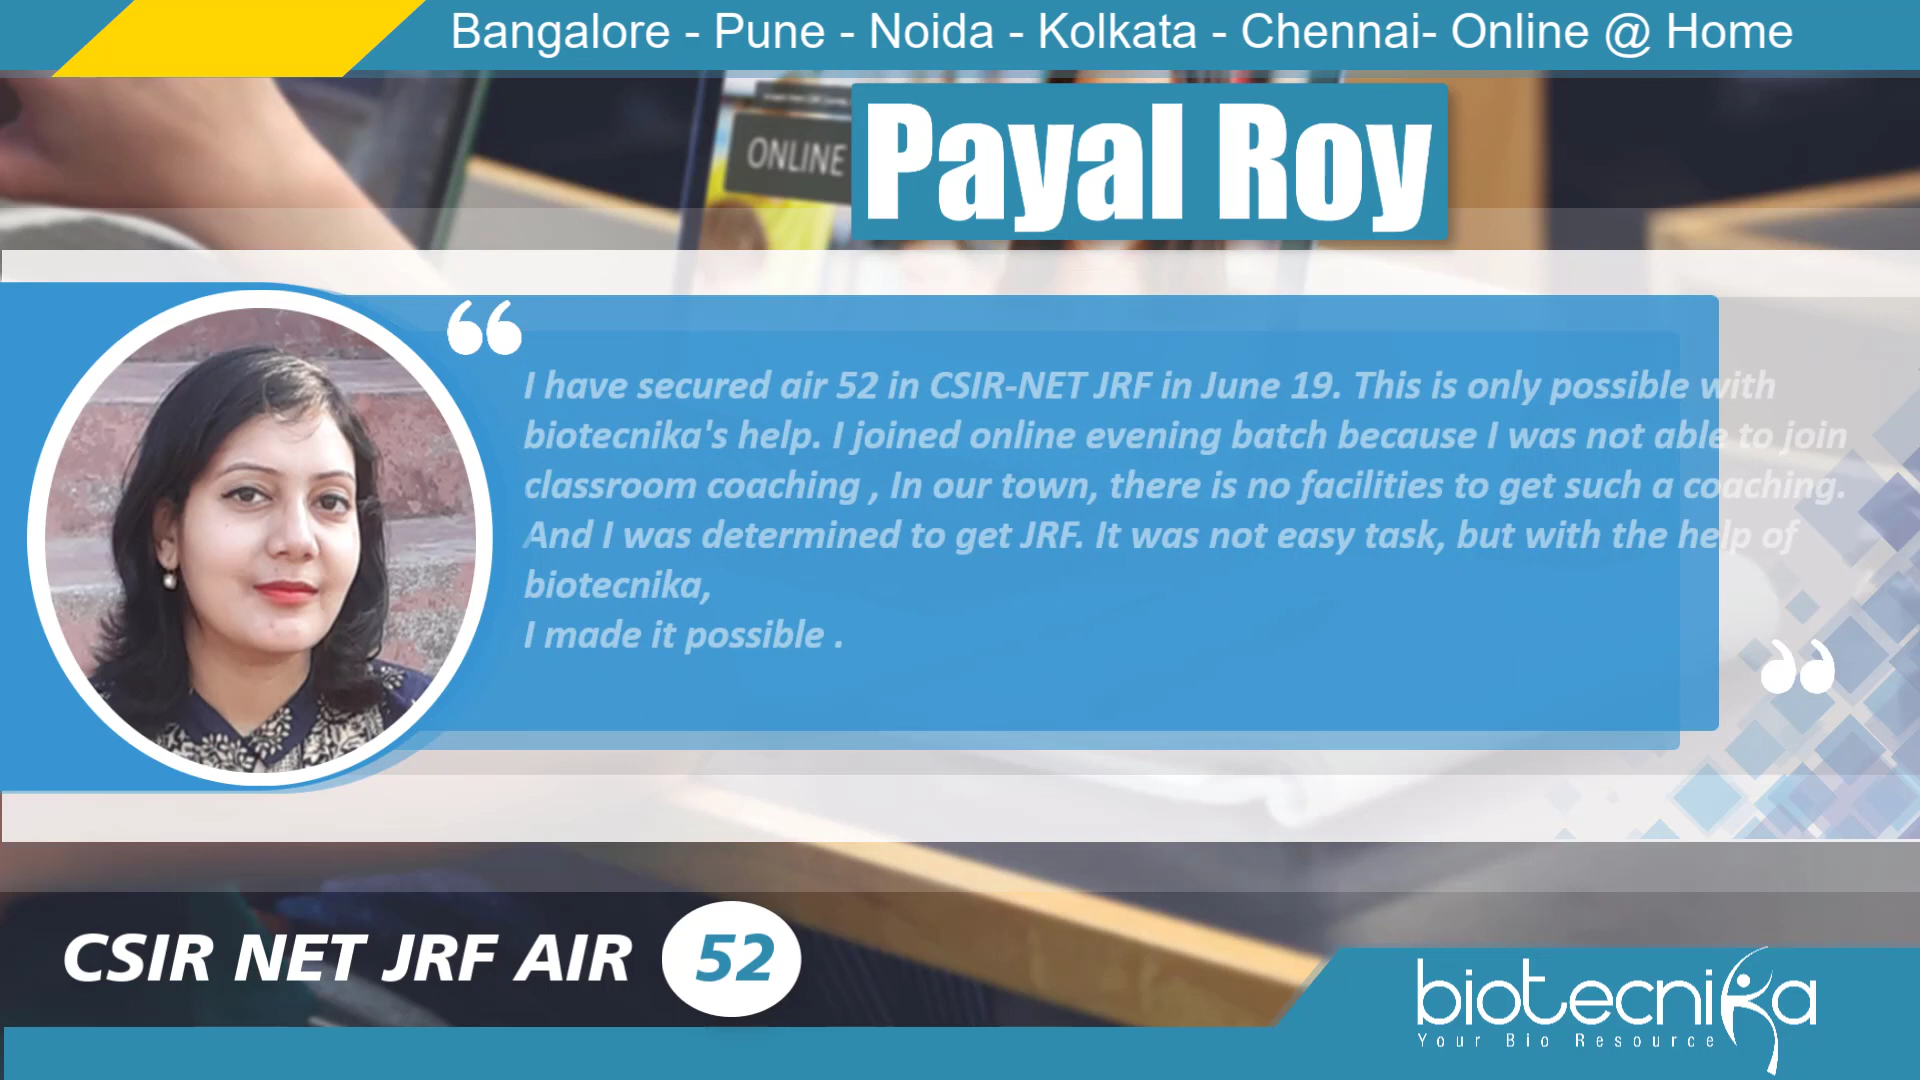 Bangalore - Pune - Noida - Kolkata - Chennai- Online @ Home
ONLINE
Payal Roy
I have secured air 52 in CSIR-NET JRF in June 19. This is only possible with
biotecnika's help. I joined online evening batch because I was not able to join
classroom coaching , In our town, there is no facilities to get such a coaching.
And I was determined to get JRF. It was not easy task, but with the help of
biotecnika,
I made it possible .
CSIR NET JRF AIR 52
biotecnika
Your Bio Resource